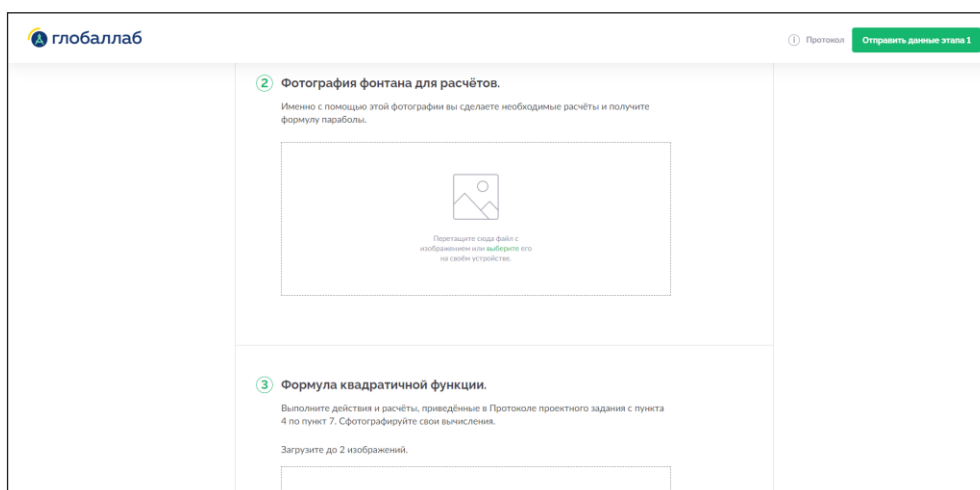 глобаллаб
Протокол
Отправить данные этапа 1
2 Фотография фонтана для расчётов.
Именно с помощью этой фотографии вы сделаете необходимые расчёты и получите
формулу параболы.
Перетащите сюда файл с
изображением или выберите его
на своём устройстве.
3 Формула квадратичной функции.
Выполните действия и расчёты, приведённые в Протоколе проектного задания с пункта
4 по пункт 7. Сфотографируйте свои вычисления.
Загрузите до 2 изображений.